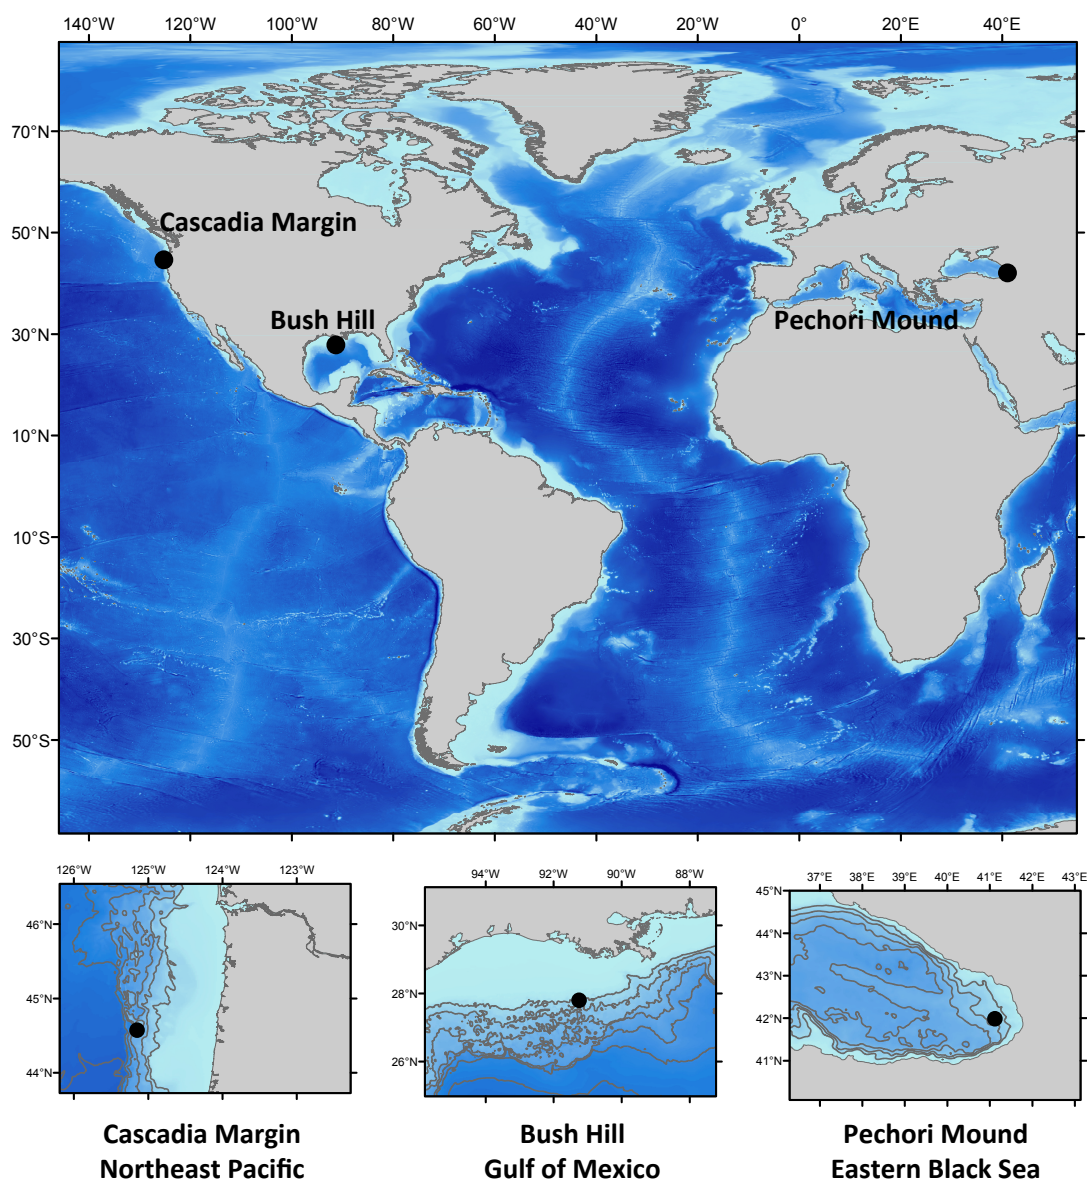 140°W 120°W 100°W 80°W 60°W 40°W 20°W 0°W 20°E 40°E
70°N
Cascadia Margin
50°N
Bush Hill
Pechori Mound
30°N
10°N
10°S
30°S
50°S
126°W 125°W 124°W 123°W
46°N
45°N
44°N
94°W 92°W 90°W 88°W
30°N
28°N
26°N
37°E 39°E 41°E 42°E 43°E
45°N
44°N
43°N
42°N
41°N
Cascadia Margin
Northeast Pacific
Bush Hill
Gulf of Mexico
Pechori Mound
Eastern Black Sea